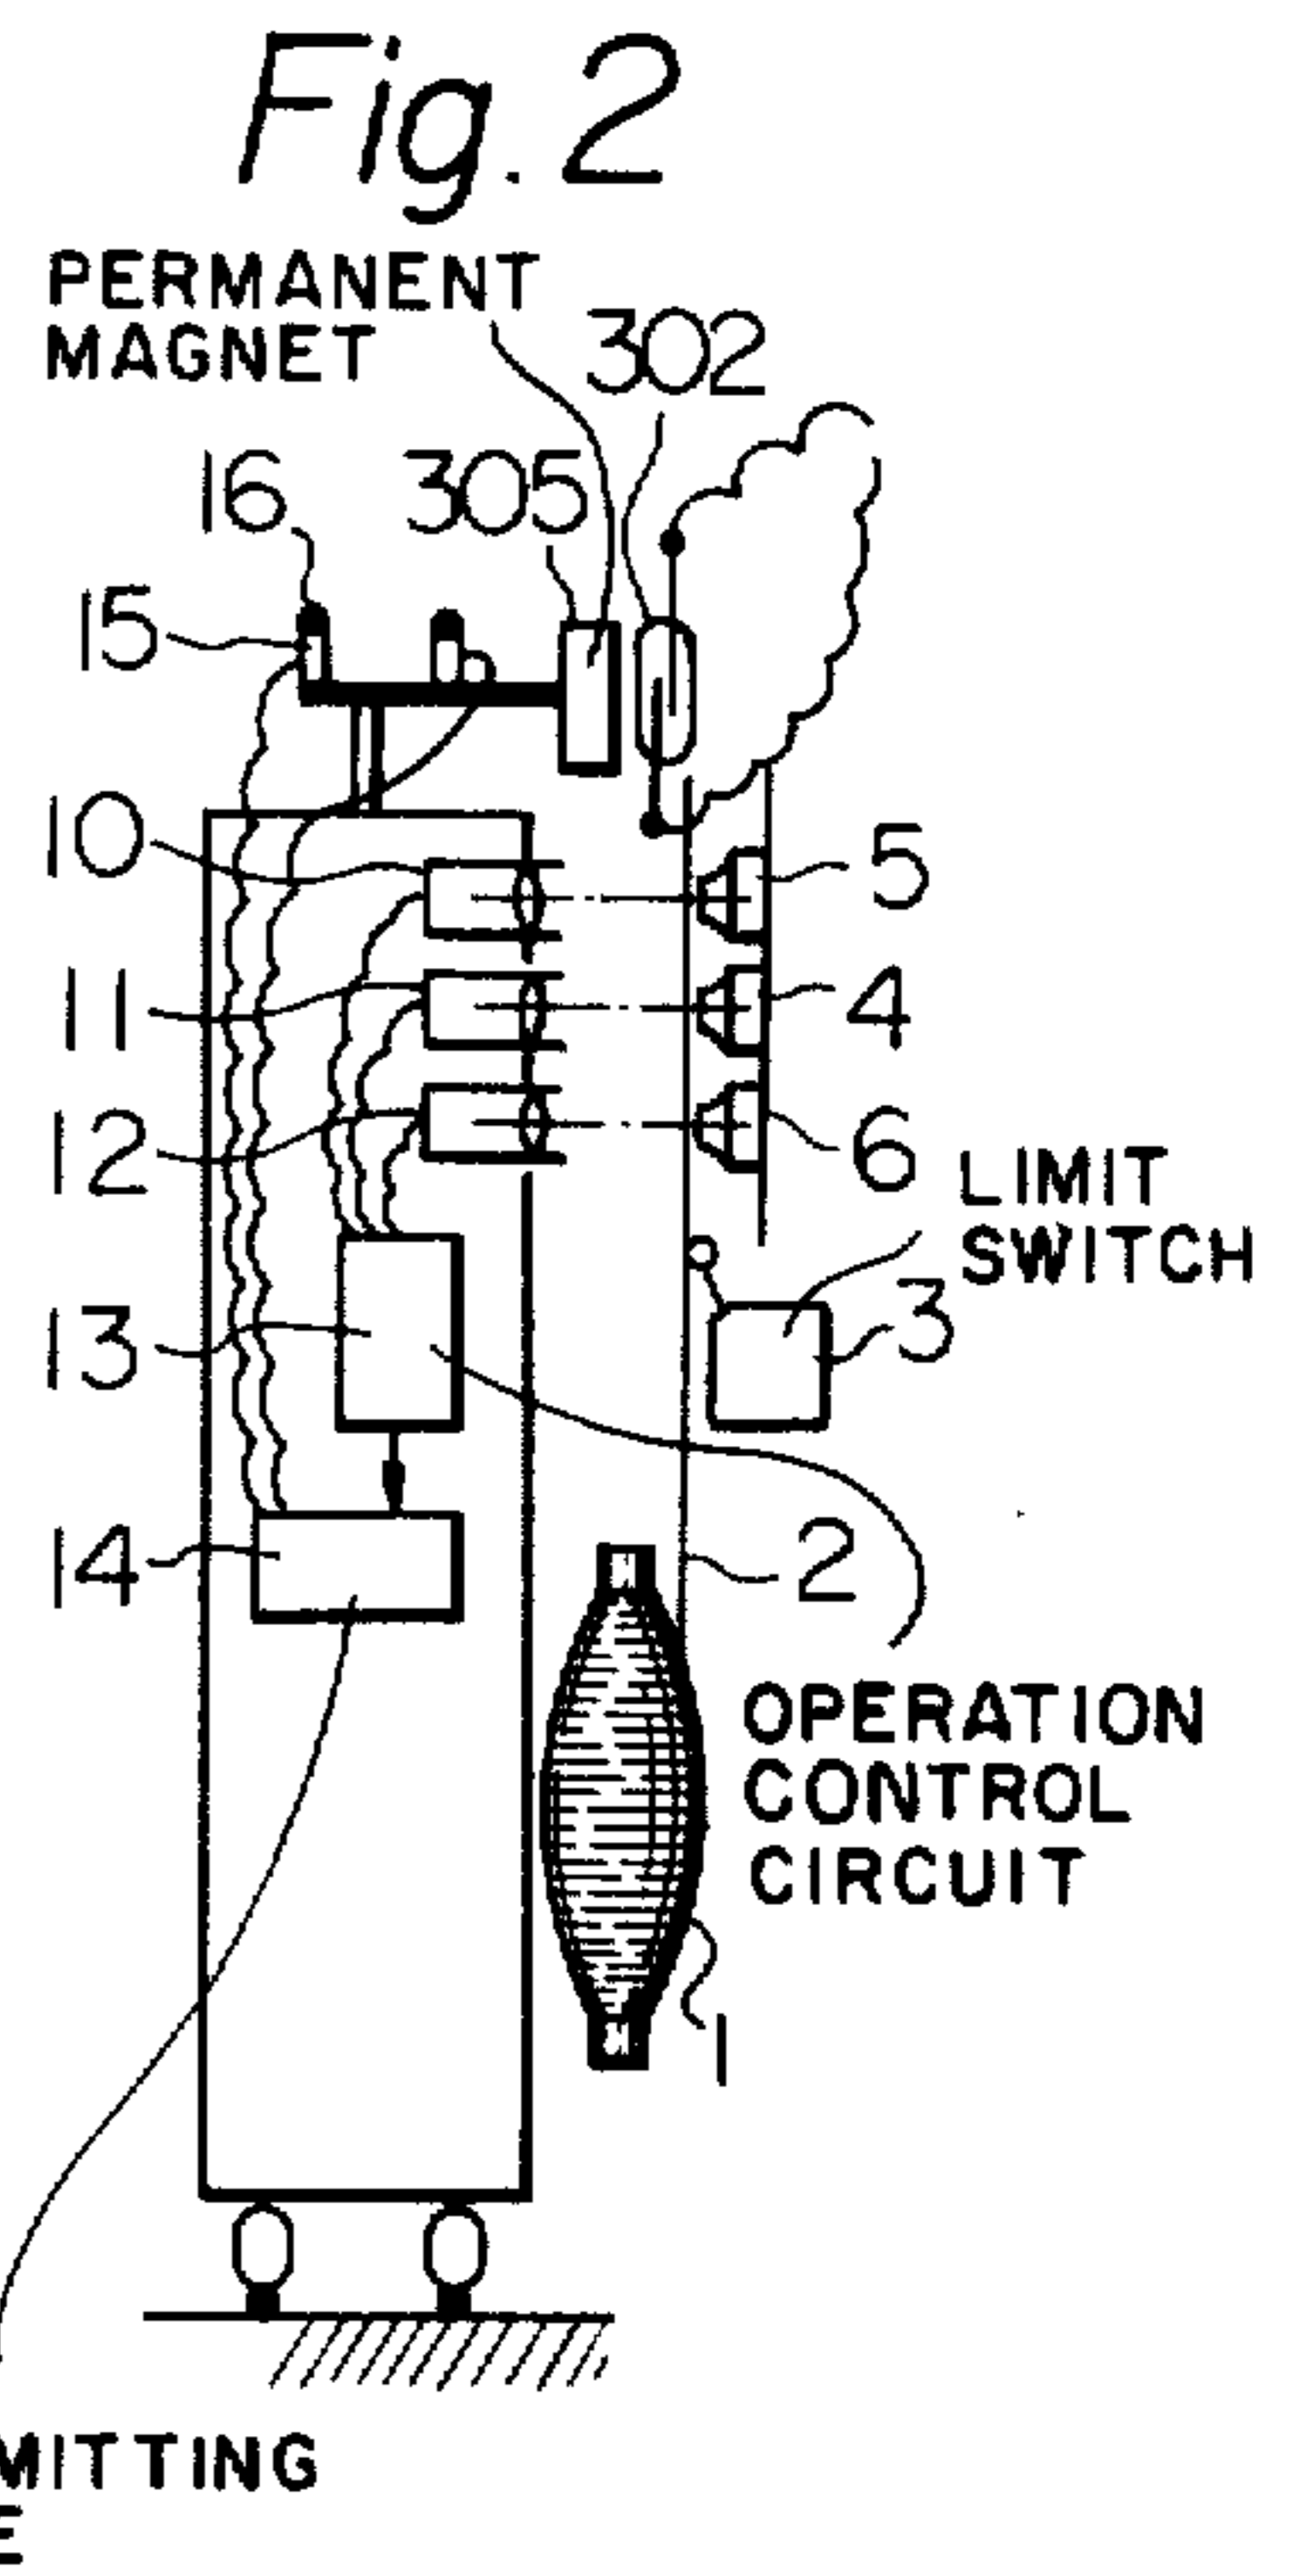 Fig. 2
PERMANENT
MAGNET
302
16
305
15
10
5
11
4
12
6
LIMIT
SWITCH
13
3
14
2
OPERATION
CONTROL
CIRCUIT
1
MITTING
E